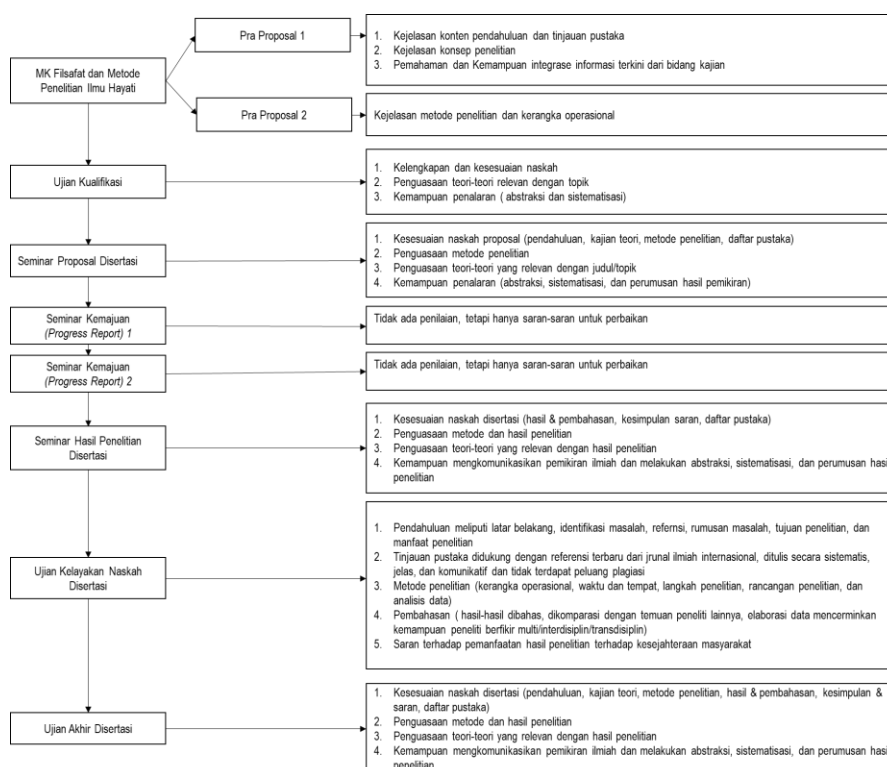 Pra Proposal 1
1. Kejelasan konten pendahuluan dan tinjauan pustaka
2. Kejelasan konsep penelitian
3. Pemahaman dan Kemampuan integrase informasi terkini dari bidang kajian
MK Filsafat dan Metode
Penelitian Ilmu Hayati
Pra Proposal 2
Kejelasan metode penelitian dan kerangka operasional
Ujian Kualifikasi
1. Kelengkapan dan kesesuaian naskah
2. Penguasaan teori-teori relevan dengan topik
3. Kemampuan penalaran ( abstraksi dan sistematisasi)
Seminar Proposal Disertasi
1. Kesesuaian naskah proposal (pendahuluan, kajian teori, metode penelitian, daftar pustaka)
2. Penguasaan metode penelitian
3. Penguasaan teori-teori yang relevan dengan judul/topik
4. Kemampuan penalaran (abstraksi, sistematisasi, dan perumusan hasil pemikiran)
Seminar Kemajuan
(Progress Report) 1
Tidak ada penilaian, tetapi hanya saran-saran untuk perbaikan
Seminar Kemajuan
(Progress Report) 2
Tidak ada penilaian, tetapi hanya saran-saran untuk perbaikan
Seminar Hasil Penelitian
Disertasi
1. Kesesuaian naskah disertasi (hasil & pembahasan, kesimpulan saran, daftar pustaka)
2. Penguasaan metode dan hasil penelitian
3. Penguasaan teori-teori yang relevan dengan hasil penelitian
4. Kemampuan mengkomunikasikan pemikiran ilmiah dan melakukan abstraksi, sistematisasi, dan perumusan hasi
penelitian
Ujian Kelayakan Naskah
Disertasi
1. Pendahuluan meliputi latar belakang, identifikasi masalah, refernsi, rumusan masalah, tujuan penelitian, dan
manfaat penelitian
2. Tinjauan pustaka didukung dengan referensi terbaru dari jrunal ilmiah internasional, ditulis secara sistematis,
jelas, dan komunikatif dan tidak terdapat peluang plagiasi
3. Metode penelitian (kerangka operasional, waktu dan tempat, langkah penelitian, rancangan penelitian, dan
analisis data)
4. Pembahasan ( hasil-hasil dibahas, dikomparasi dengan temuan peneliti lainnya, elaborasi data mencerminkan
kemampuan peneliti berfikir multi/interdisiplin/transdisiplin)
5. Saran terhadap pemanfaatan hasil penelitian terhadap kesejahteraan masyarakat
Ujian Akhir Disertasi
1. Kesesuaian naskah disertasi (pendahuluan, kajian teori, metode penelitian, hasil & pembahasan, kesimpulan &
saran, daftar pustaka)
2. Penguasaan metode dan hasil penelitian
3. Penguasaan teori-teori yang relevan dengan hasil penelitian
4. Kemampuan mengkomunikasikan pemikiran ilmiah dan melakukan abstraksi, sistematisasi, dan perumusan hasi
penelitian